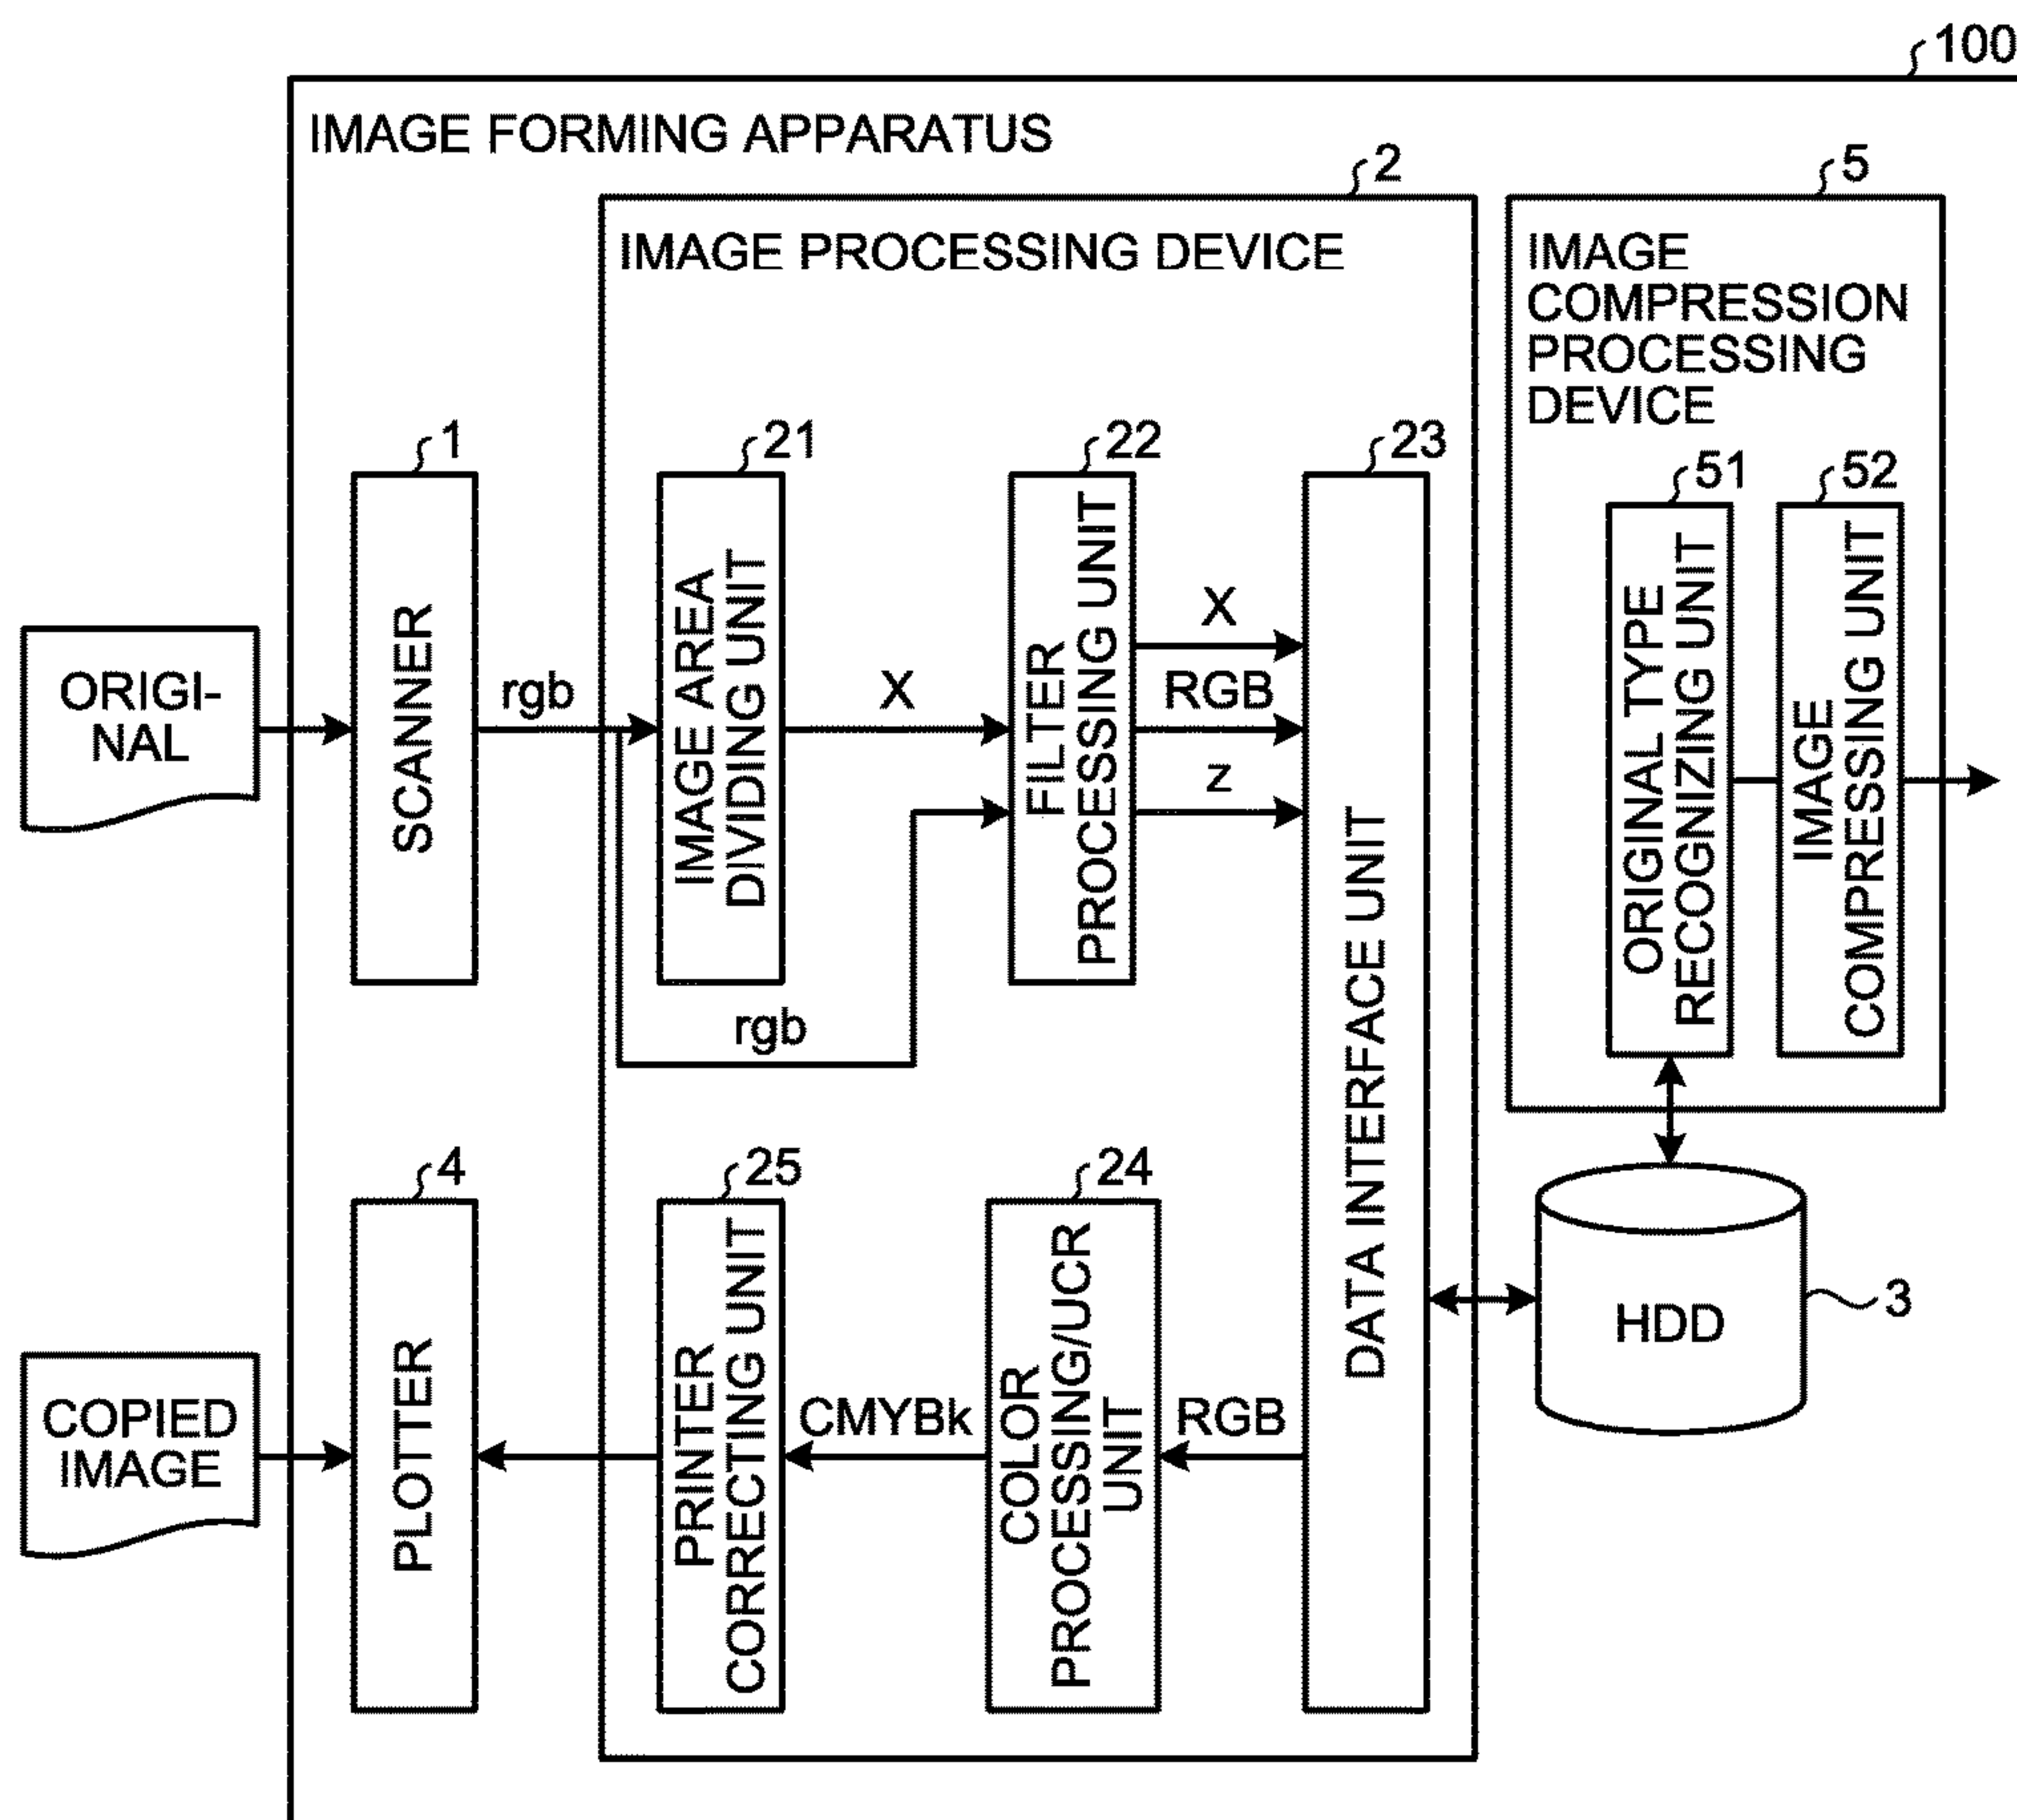 100
IMAGE FORMING APPARATUS
2
5
IMAGE PROCESSING DEVICE
IMAGE
COMPRESSION
PROCESSING
DEVICE
1
21
22
23
51
52
ORIGI-
NAL
SCANNER
rgb
IMAGE AREA
DIVIDING UNIT
X
rgb
FILTER
PROCESSING UNIT
X
RGB
Z
DATA INTERFACE UNIT
ORIGINAL TYPE
RECOGNIZING UNIT
IMAGE
COMPRESSING UNIT
4
25
24
COPIED
IMAGE
PLOTTER
PRINTER
CORRECTING UNIT
CMYBk
COLOR
PROCESSING/UCR
UNIT
RGB
HDD
3